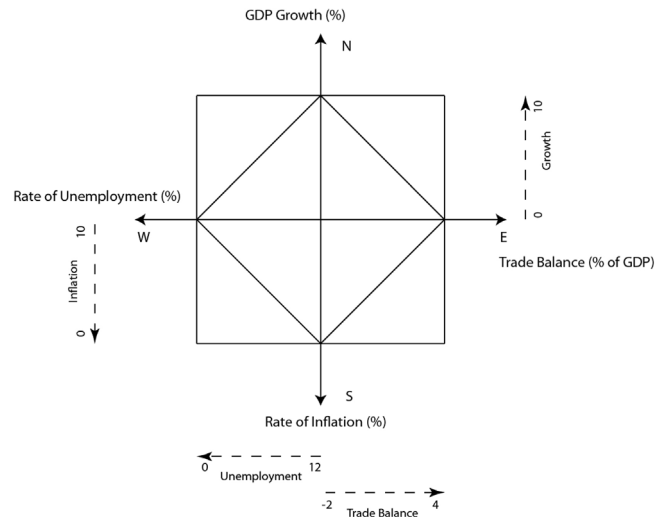 GDP Growth (%)
N
10
Growth
0
Rate of Unemployment (%)
W
E
Trade Balance (% of GDP)
10
Inflation
0
S
Rate of Inflation (%)
0
Unemployment
12
-2
Trade Balance
4